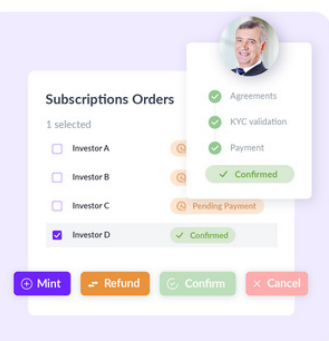 Agreements
KYC validation
Payment
Confirmed
Subscriptions Orders
1 selected
Investor A
Investor B
Investor C
Pending Payment
Investor D
Confirmed
Mint
Refund
Confirm
Cancel